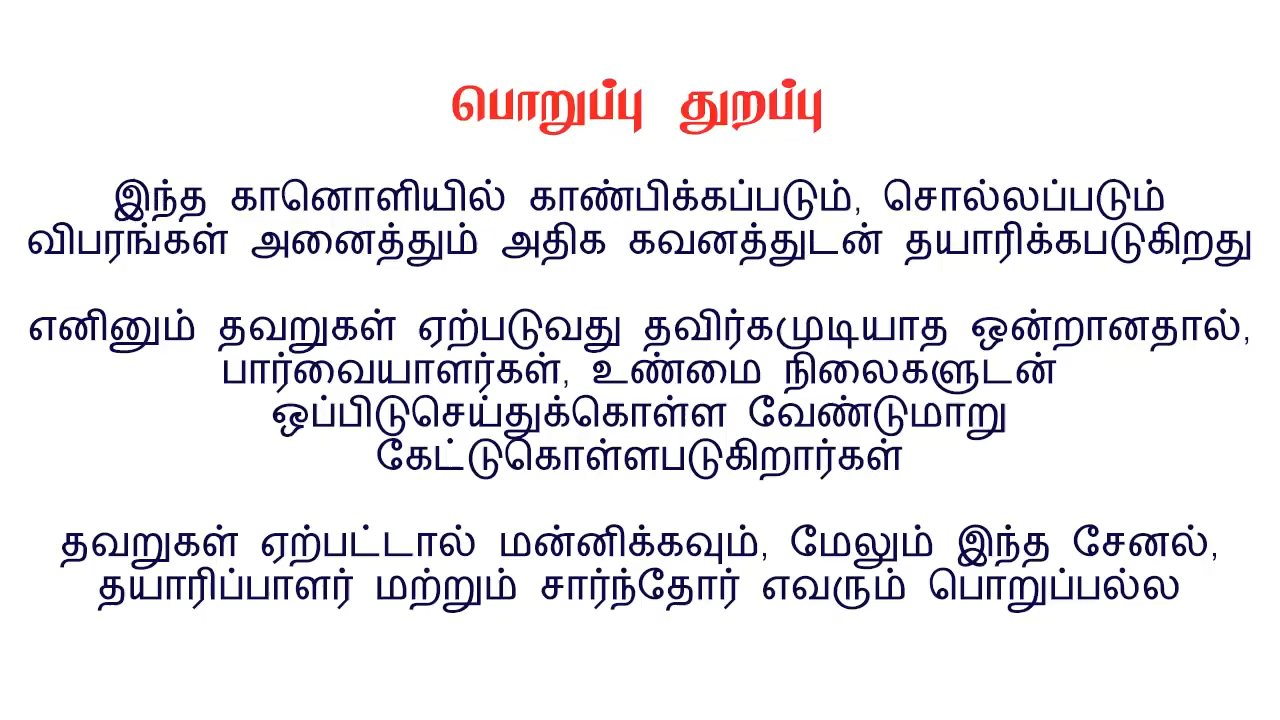 பொறுப்பு துறப்பு
இந்த கானொளியில் காண்பிக்கப்படும், சொல்லப்படும்
விபரங்கள் அனைத்தும் அதிக கவனத்துடன் தயாரிக்கபடுகிறது
எனினும் தவறுகள் ஏற்படுவது தவிர்கமுடியாத ஒன்றானதால்,
பார்வையாளர்கள், உண்மை நிலைகளுடன்
ஒப்பிடுசெய்துக்கொள்ள வேண்டுமாறு
கேட்டுகொள்ளபடுகிறார்கள்
தவறுகள் ஏற்பட்டால் மன்னிக்கவும், மேலும் இந்த சேனல்,
தயாரிப்பாளர் மற்றும் சார்ந்தோர் எவரும் பொறுப்பல்ல